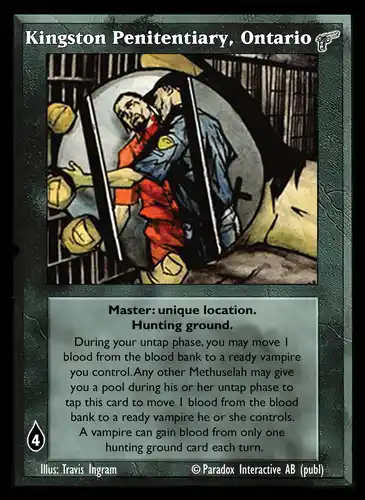 Kingston Penitentiary, Ontario
Master: unique location.
Hunting ground.
During your untap phase, you may move 1
blood from the blood bank to a ready vampire
you control. Any other Methuselah may give
you a pool during his or her untap phase to
tap this card to move 1 blood from the blood
bank to a ready vampire he or she controls.
A vampire can gain blood from only one
hunting ground card each turn.
4
Illus: Travis Ingram © Paradox Interactive AB (publ)